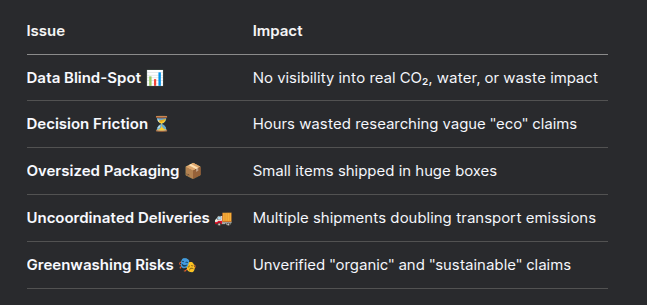 Issue Impact
Data Blind-Spot 📊 No visibility into real CO₂, water, or waste impact
Decision Friction ⏳ Hours wasted researching vague "eco" claims
Oversized Packaging 📦 Small items shipped in huge boxes
Uncoordinated Deliveries 🚚 Multiple shipments doubling transport emissions
Greenwashing Risks 🎭 Unverified "organic" and "sustainable" claims